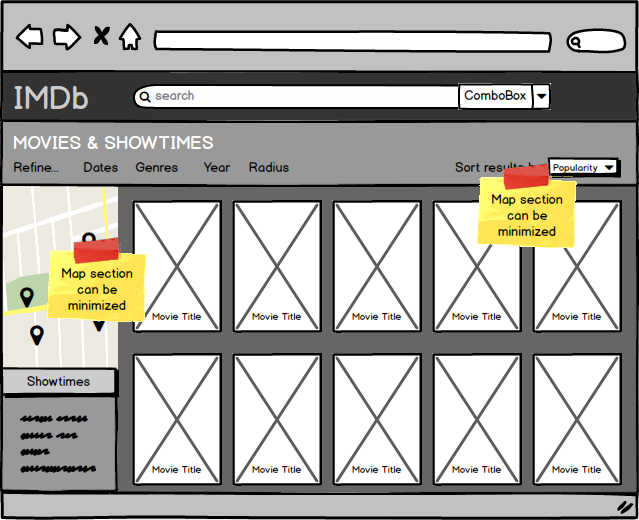 IMDb
search
ComboBox
MOVIES & SHOWTIMES
Refine... Dates Genres Year Radius Sort results Popularity
Map section
can be
minimized
Map section
can be
minimized
Movie Title Movie Title Movie Title Movie Title Movie Title
Showtimes
Movie Title Movie Title Movie Title Movie Title Movie Title